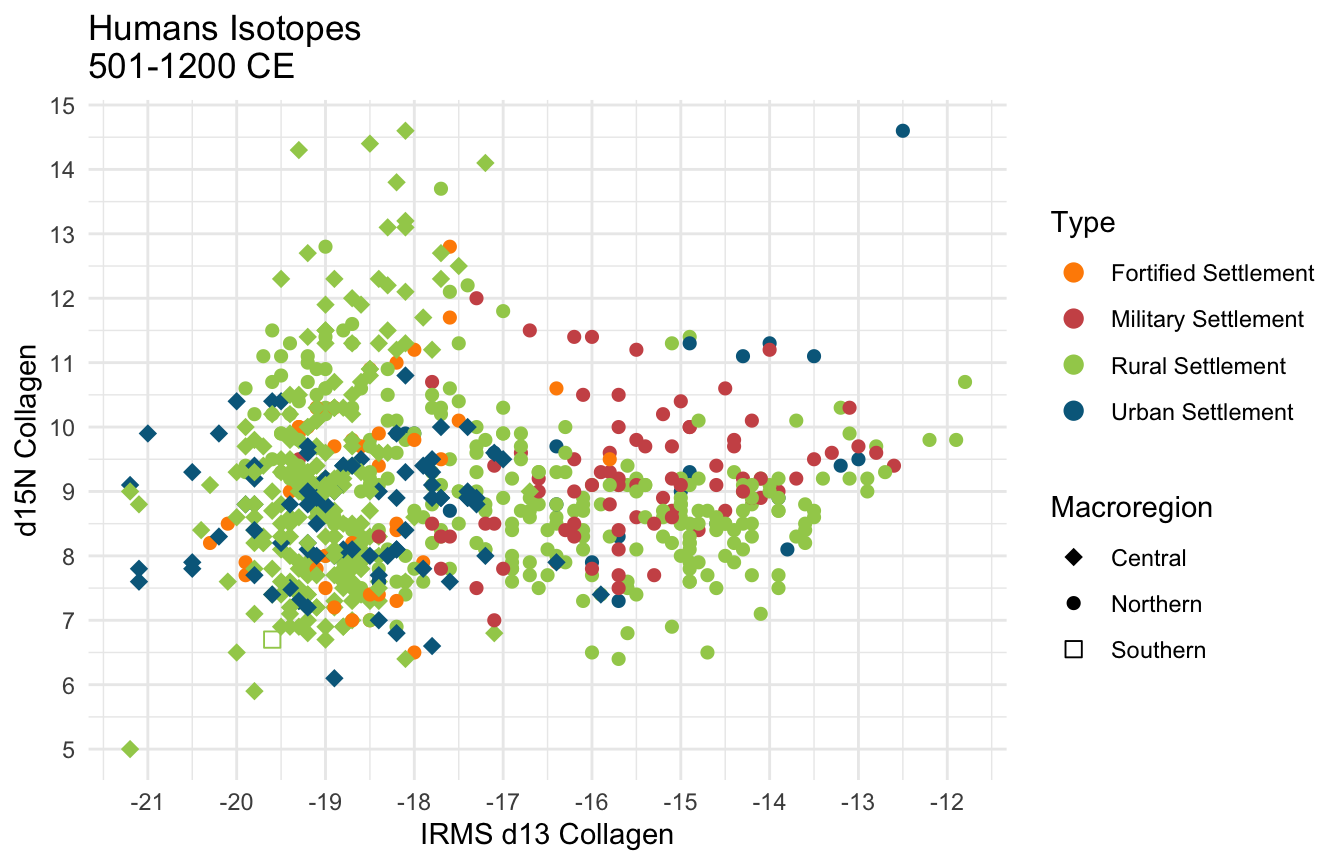 Humans Isotopes
501-1200 CE
15
14
13
12
11
10
9
8
7
6
5
d15N Collagen
-21 -20 -19 -18 -17 -16 -15 -14 -13 -12
IRMS d13 Collagen
Type
Fortified Settlement
Military Settlement
Rural Settlement
Urban Settlement
Macroregion
Central
Northern
Southern